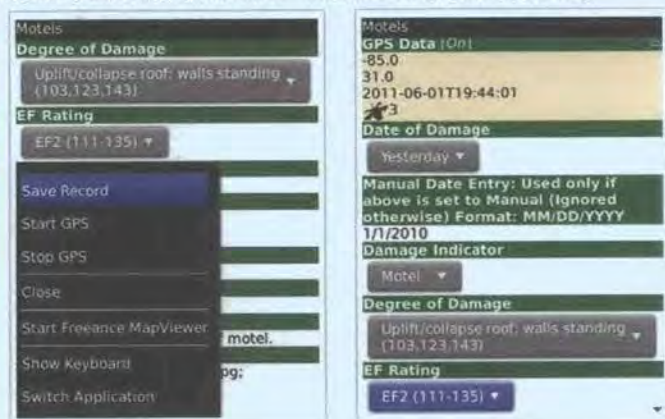 Motels
Degree of Damage
Uplift/collapse roof: walls standing
(103,123,143)
EF Rating
EF2 (111-135)
Save Record
Start GPS
Stop GPS
Close
Start Freeance MapViewer
motel.
Show Keyboard
pg;
Switch Application
Motels
GPS Data (On)
-85.0
31.0
2011-06-01T19:44:01
3
Date of Damage
Yesterday
Manual Date Entry: Used only if
above is set to Manual (Ignored
otherwise) Format: MM/DD/YYYY
1/1/2010
Damage Indicator
Motel
Degree of Damage
Uplift/collapse roof: walls standing
(103,123,143)
EF Rating
EF2 (111-135)